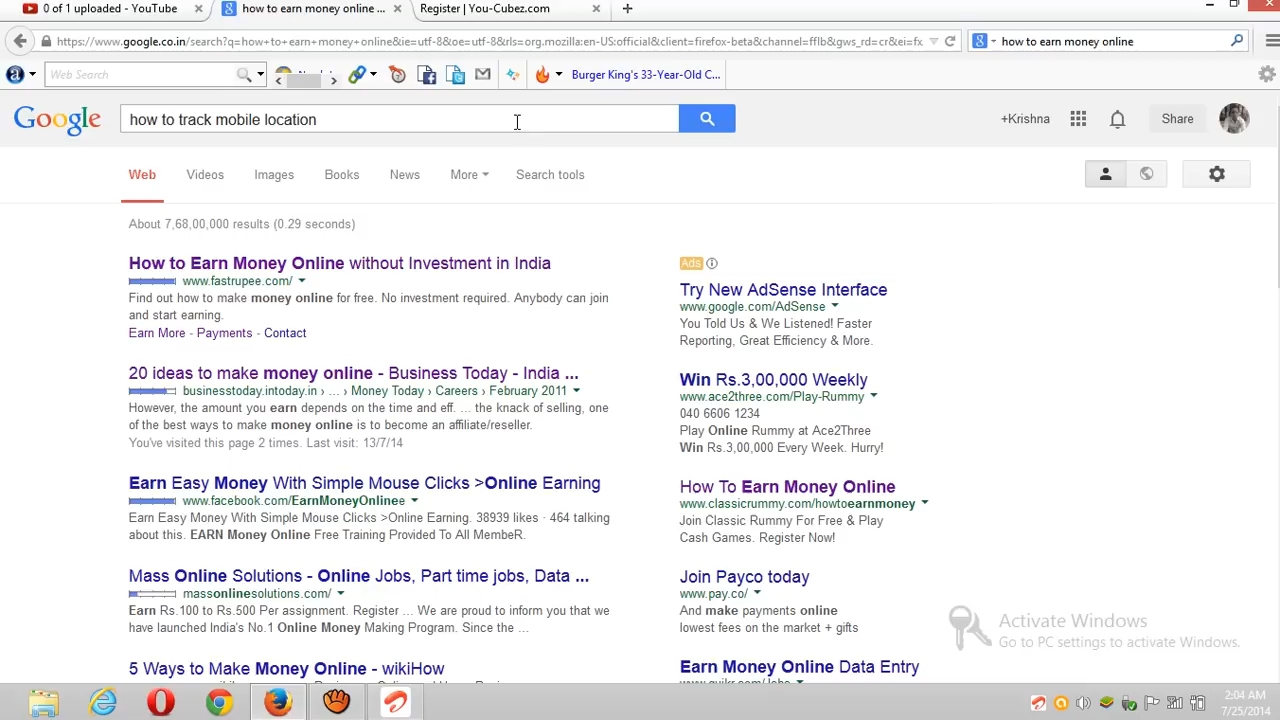 0 of 1 uploaded - YouTube
how to earn money online ...
Register | You-Cubez.com
https://www.google.co.in/search?q=how+to+earn+money+online&ie=utf-8&oe=utf-8&rls=org.mozilla:en-US:official&client=firefox-beta&channel=fflb&gws_rd=cr&ei=fx
how to earn money online
Web Search
Burger King's 33-Year-Old C...
Google
how to track mobile location
+Krishna
Share
Web
Videos
Images
Books
News
More
Search tools
About 7,68,00,000 results (0.29 seconds)
How to Earn Money Online without Investment in India
www.fastrupee.com/
Find out how to make money online for free. No investment required. Anybody can join
and start earning.
Earn More - Payments - Contact
20 ideas to make money online - Business Today - India ...
businesstoday.intoday.in › ... › Money Today › Careers › February 2011
However, the amount you earn depends on the time and eff. ... the knack of selling, one
of the best ways to make money online is to become an affiliate/reseller.
You've visited this page 2 times. Last visit: 13/7/14
Earn Easy Money With Simple Mouse Clicks >Online Earning
www.facebook.com/EarnMoneyOnlinee
Earn Easy Money With Simple Mouse Clicks >Online Earning. 38939 likes · 464 talking
about this. EARN Money Online Free Training Provided To All MembeR.
Mass Online Solutions - Online Jobs, Part time jobs, Data ...
massonlinesolutions.com/
Earn Rs.100 to Rs.500 Per assignment. Register ... We are proud to inform you that we
have launched India's No.1 Online Money Making Program. Since the ...
5 Ways to Make Money Online - wikiHow
Ads
Try New AdSense Interface
www.google.com/AdSense
You Told Us & We Listened! Faster
Reporting, Great Efficiency & More.
Win Rs.3,00,000 Weekly
www.ace2three.com/Play-Rummy
040 6606 1234
Play Online Rummy at Ace2Three
Win Rs.3,00,000 Every Week. Hurry!
How To Earn Money Online
www.classicrummy.com/howtoearnmoney
Join Classic Rummy For Free & Play
Cash Games. Register Now!
Join Payco today
www.pay.co/
And make payments online
lowest fees on the market + gifts
Earn Money Online Data Entry
Activate Windows
Go to PC settings to activate Windows.
2:04 AM
7/25/2014